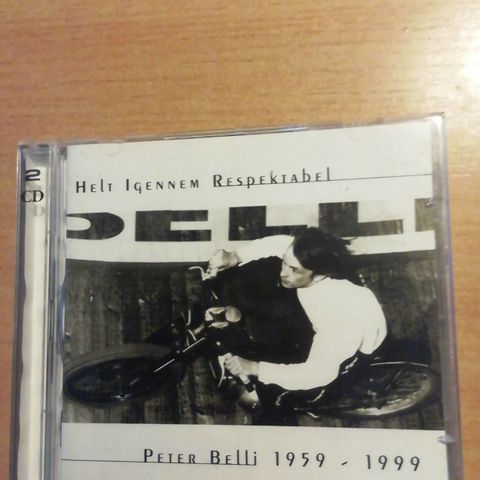 2
CD
Helt Igennem Respektabel
BELLI
Peter Belli 1959 - 1999